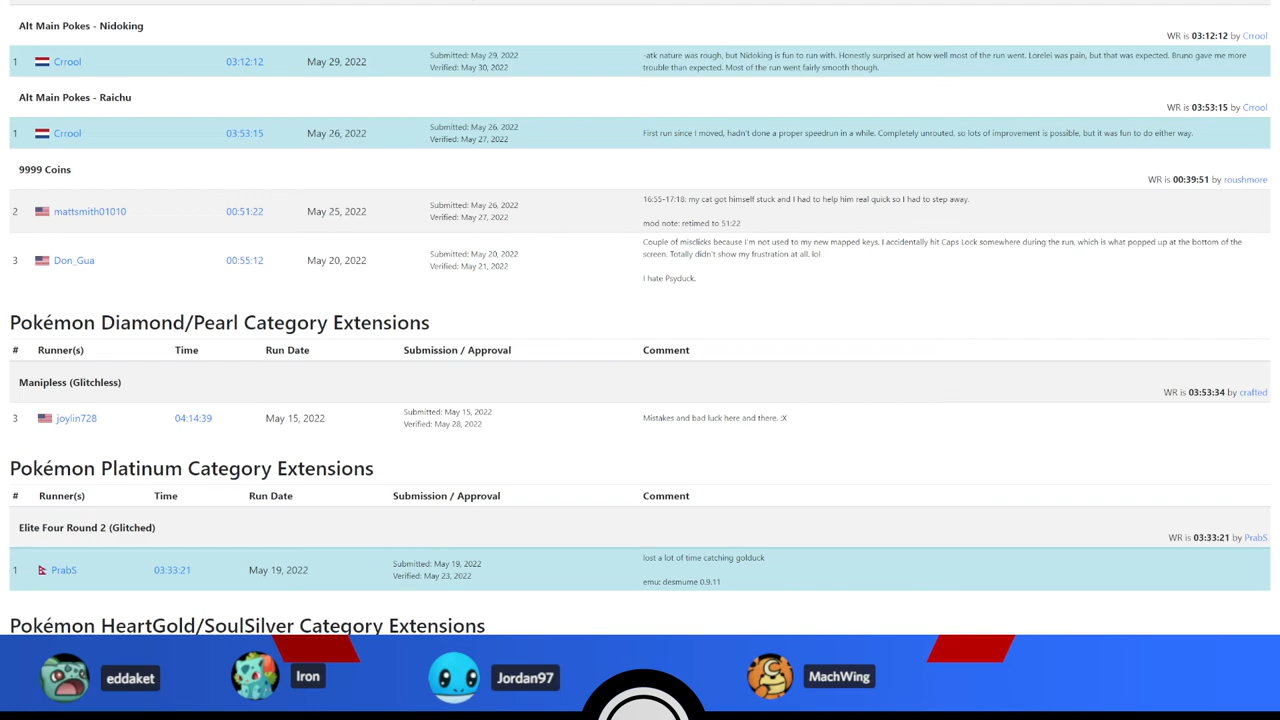 Alt Main Pokes - Nidoking
WR is 03:12:12 by Crrool
1 Crrool 03:12:12 May 29, 2022 Submitted: May 29, 2022 -atk nature was rough, but Nidoking is fun to run with. Honestly surprised at how well most of the run went. Lorelei was pain, but that was expected. Bruno gave me more
Verified: May 30, 2022 trouble than expected. Most of the run went fairly smooth though.
Alt Main Pokes - Raichu
WR is 03:53:15 by Crrool
1 Crrool 03:53:15 May 26, 2022 Submitted: May 26, 2022 First run since I moved, hadn't done a proper speedrun in a while. Completely unrouted, so lots of improvement is possible, but it was fun to do either way.
Verified: May 27, 2022
9999 Coins
WR is 00:39:51 by roushmore
2 mattsmith01010 00:51:22 May 25, 2022 Submitted: May 26, 2022 16:55-17:18: my cat got himself stuck and I had to help him real quick so I had to step away.
Verified: May 27, 2022
mod note: retimed to 51:22
3 Don_Gua 00:55:12 May 20, 2022 Submitted: May 20, 2022 Couple of misclicks because I'm not used to my new mapped keys. I accidentally hit Caps Lock somewhere during the run, which is what popped up at the bottom of the
Verified: May 21, 2022 screen. Totally didn't show my frustration at all. lol
I hate Psyduck.
Pokémon Diamond/Pearl Category Extensions
# Runner(s) Time Run Date Submission / Approval Comment
Manipless (Glitchless)
WR is 03:53:34 by crafted
3 joylin728 04:14:39 May 15, 2022 Submitted: May 15, 2022 Mistakes and bad luck here and there. :X
Verified: May 28, 2022
Pokémon Platinum Category Extensions
# Runner(s) Time Run Date Submission / Approval Comment
Elite Four Round 2 (Glitched)
WR is 03:33:21 by PrabS
1 PrabS 03:33:21 May 19, 2022 Submitted: May 19, 2022 lost a lot of time catching golduck
Verified: May 23, 2022
emu: desmume 0.9.11
Pokémon HeartGold/SoulSilver Category Extensions
eddaket Iron Jordan97 MachWing